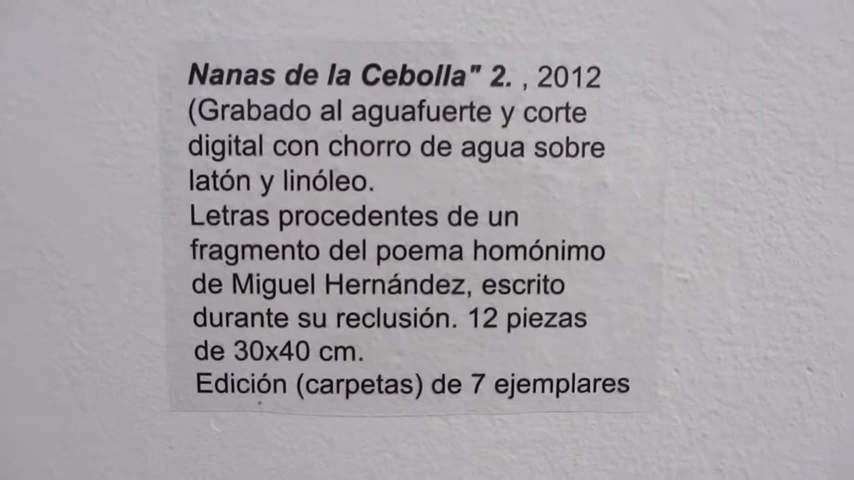 Nanas de la Cebolla" 2. , 2012
(Grabado al aguafuerte y corte
digital con chorro de agua sobre
latón y linóleo.
Letras procedentes de un
fragmento del poema homónimo
de Miguel Hernández, escrito
durante su reclusión. 12 piezas
de 30x40 cm.
Edición (carpetas) de 7 ejemplares